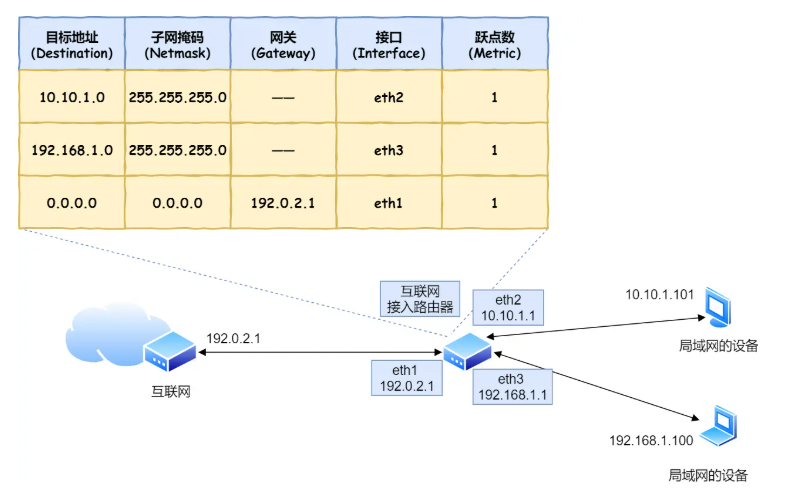 目标地址 子网掩码 网关 接口 跃点数
(Destination) (Netmask) (Gateway) (Interface) (Metric)
10.10.1.0 255.255.255.0 —— eth2 1
192.168.1.0 255.255.255.0 —— eth3 1
0.0.0.0 0.0.0.0 192.0.2.1 eth1 1
互联网
接入路由器
eth2
10.10.1.1
10.10.1.101
局域网的设备
192.0.2.1
互联网
eth1
192.0.2.1
eth3
192.168.1.1
192.168.1.100
局域网的设备